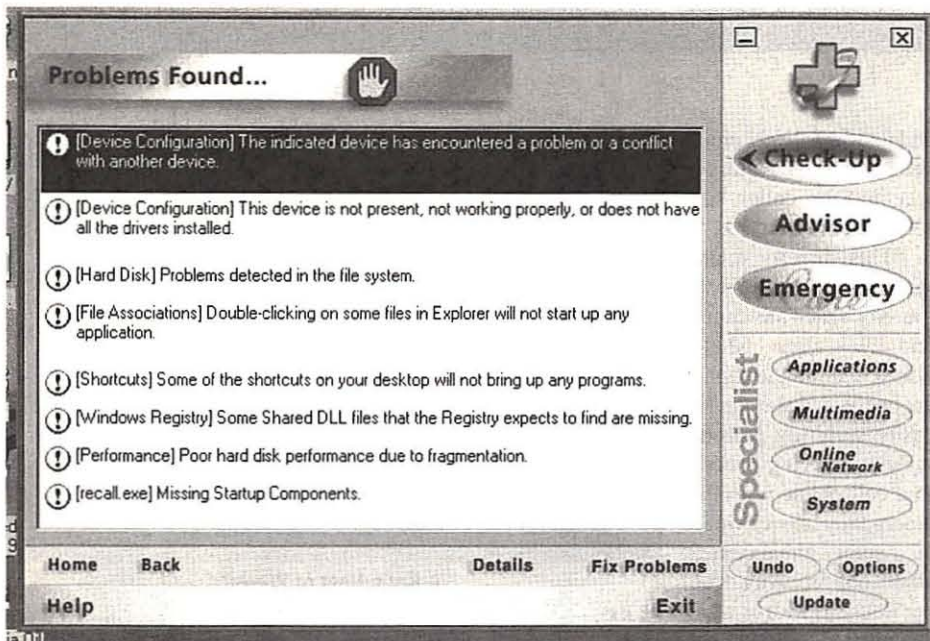 Problems Found...
[Device Configuration] The indicated device has encountered a problem or a conflict
with another device.
[Device Configuration] This device is not present, not working properly, or does not have
all the drivers installed.
[Hard Disk] Problems detected in the file system.
[File Associations] Double-clicking on some files in Explorer will not start up any
application.
[Shortcuts] Some of the shortcuts on your desktop will not bring up any programs.
[Windows Registry] Some Shared DLL files that the Registry expects to find are missing.
[Performance] Poor hard disk performance due to fragmentation.
[recall.exe] Missing Startup Components.
Home Back Details Fix Problems
Help Exit
Check-Up
Advisor
Emergency
Specialist
Applications
Multimedia
Online
Network
System
Undo Options
Update